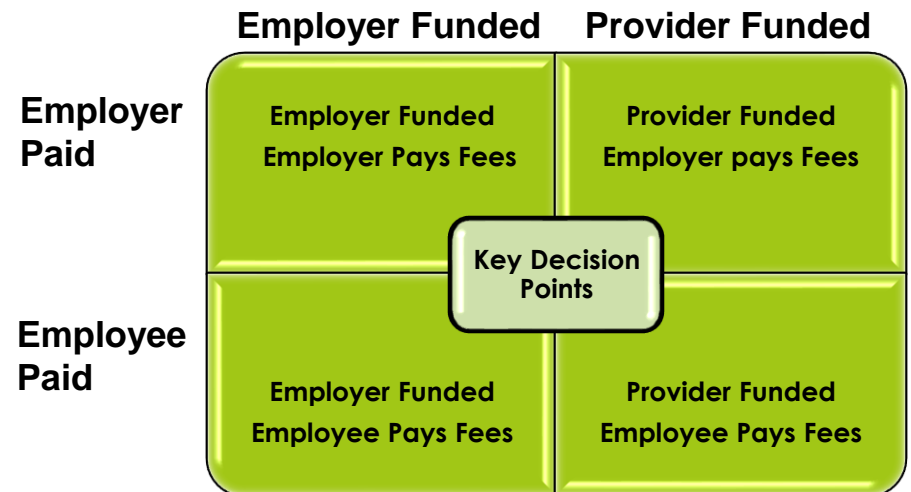 Employer Funded Provider Funded
Employer
Paid
Employer Funded
Employer Pays Fees
Provider Funded
Employer pays Fees
Key Decision
Points
Employee
Paid
Employer Funded
Employee Pays Fees
Provider Funded
Employee Pays Fees